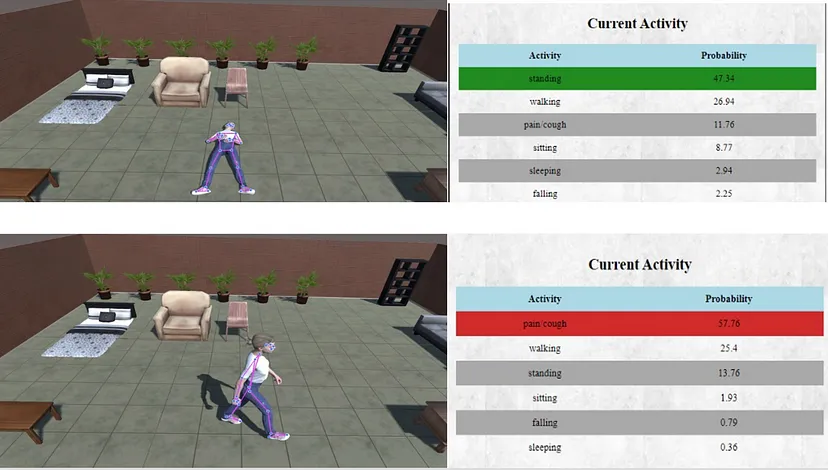 Current Activity
Activity Probability
standing 47.34
walking 26.94
pain/cough 11.76
sitting 8.77
sleeping 2.94
falling 2.25
Current Activity
Activity Probability
pain/cough 57.76
walking 25.4
standing 13.76
sitting 1.93
falling 0.79
sleeping 0.36